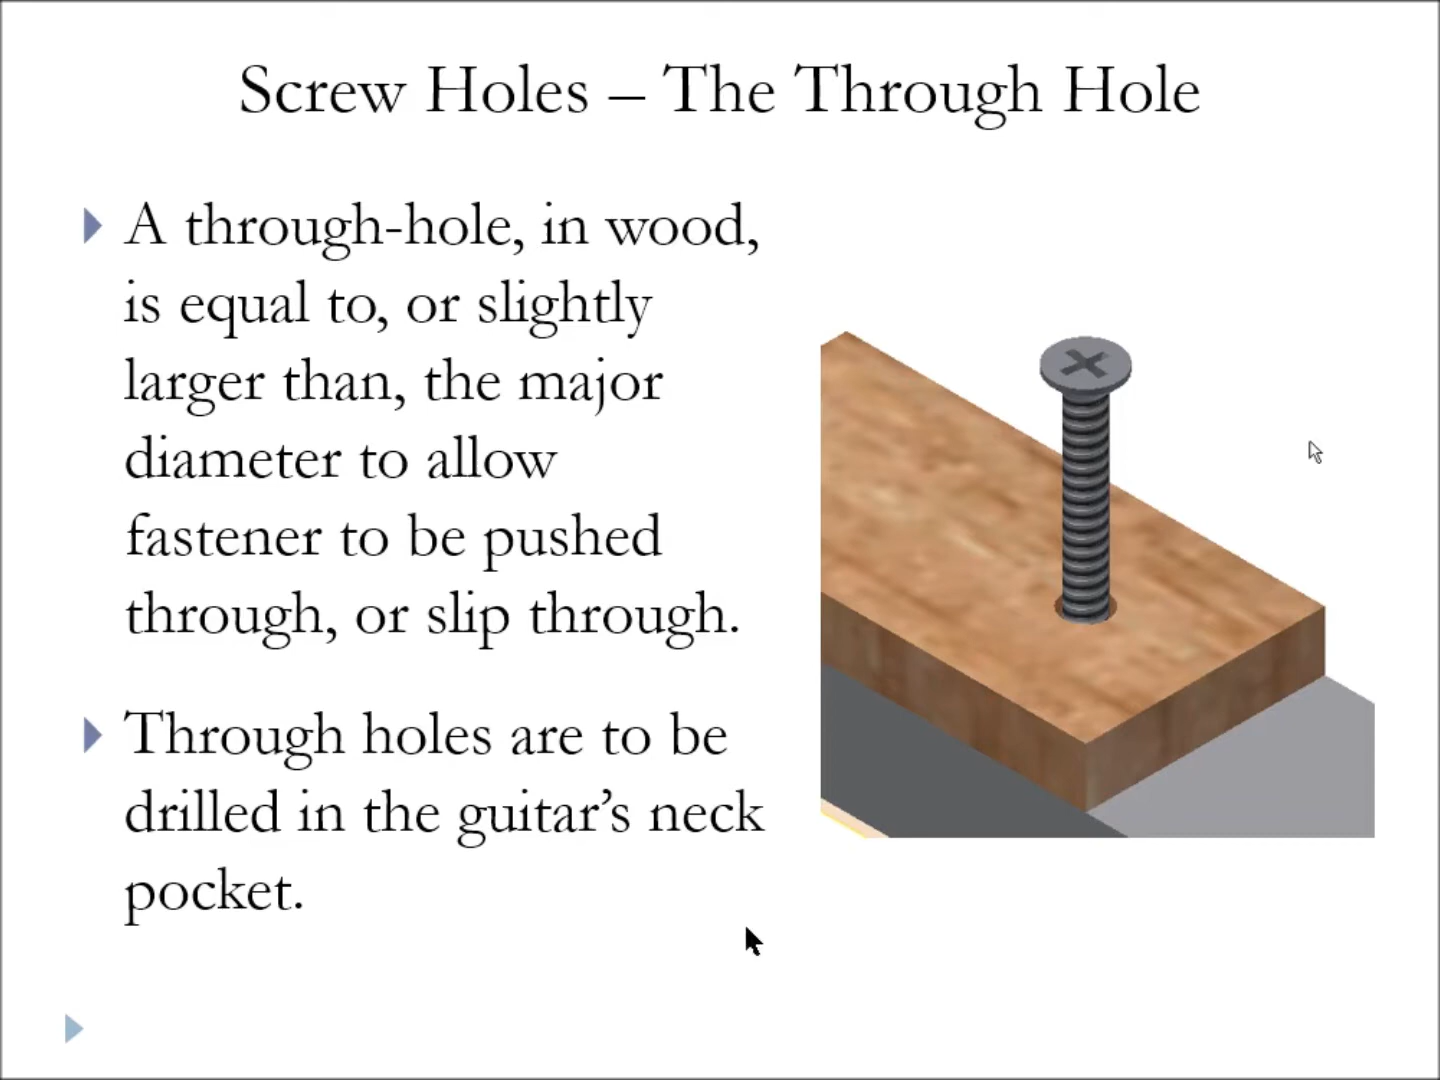 Screw Holes – The Through Hole
A through-hole, in wood,
is equal to, or slightly
larger than, the major
diameter to allow
fastener to be pushed
through, or slip through.
Through holes are to be
drilled in the guitar’s neck
pocket.